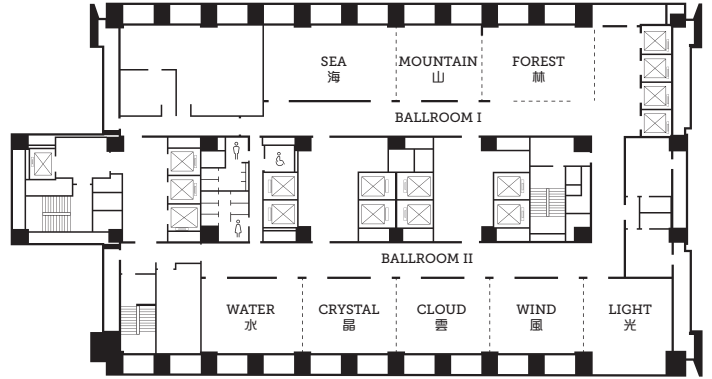 SEA
海
MOUNTAIN
山
FOREST
林
BALLROOM I
BALLROOM II
WATER
水
CRYSTAL
晶
CLOUD
雲
WIND
風
LIGHT
光